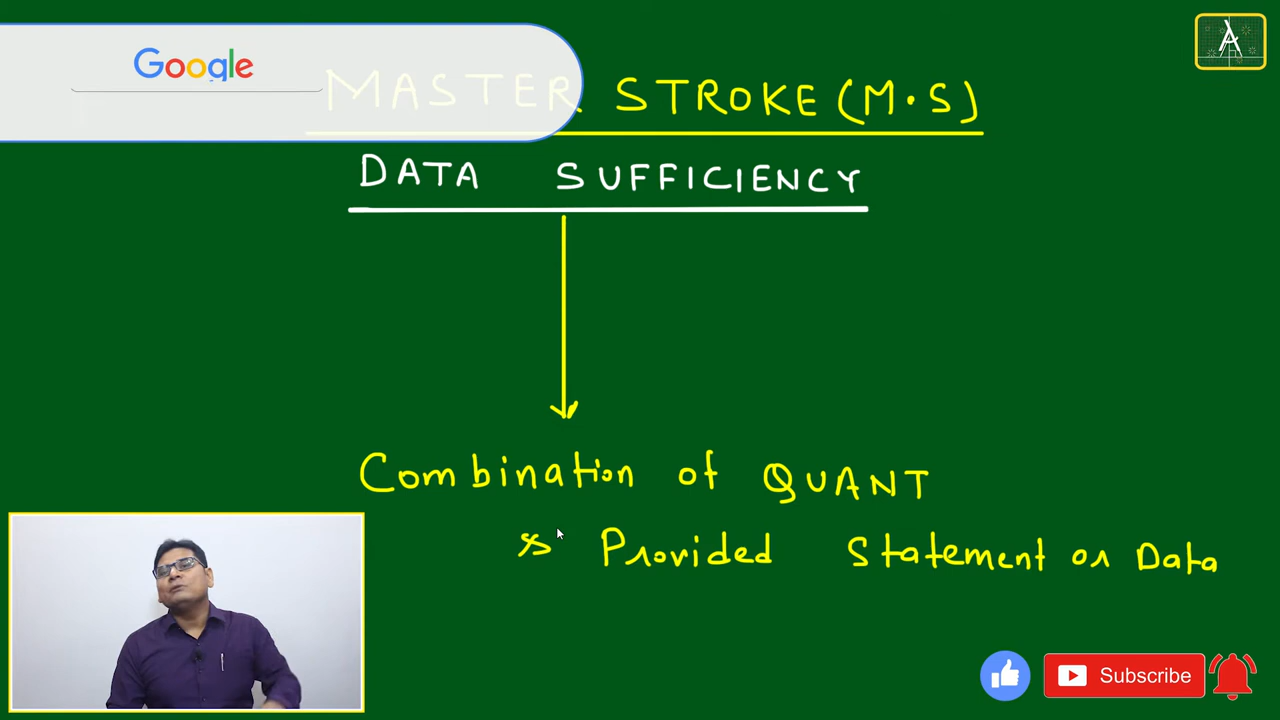 Google
MASTER STROKE (M.S)
DATA SUFFICIENCY
Combination of QUANT
& Provided Statement or Data
Subscribe